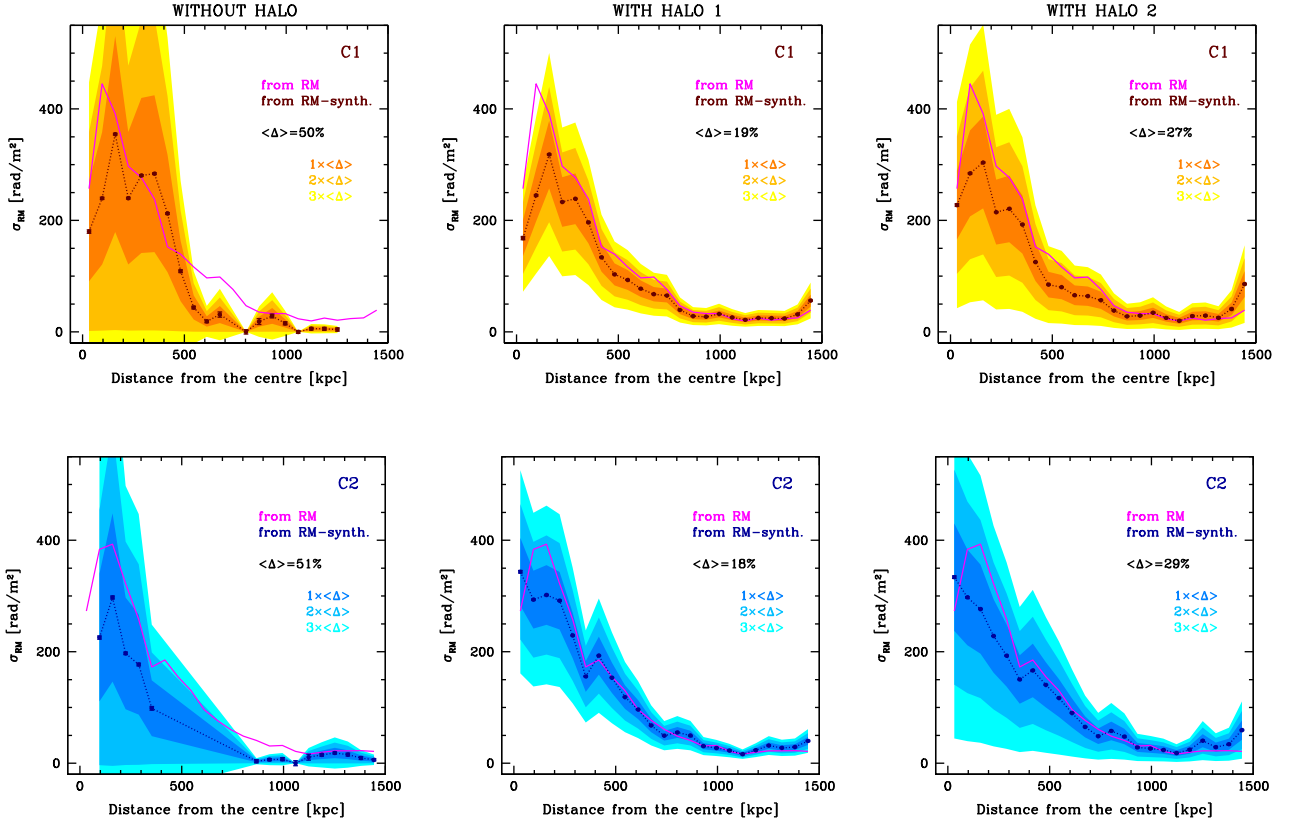 WITHOUT HALO
WITH HALO 1
WITH HALO 2
C1
from RM
from RM-synth.
<Δ>=50%
1×<Δ>
2×<Δ>
3×<Δ>
400
200
0
σRM [rad/m²]
0 500 1000 1500
Distance from the centre [kpc]
C1
from RM
from RM-synth.
<Δ>=19%
1×<Δ>
2×<Δ>
3×<Δ>
400
200
0
σRM [rad/m²]
0 500 1000 1500
Distance from the centre [kpc]
C1
from RM
from RM-synth.
<Δ>=27%
1×<Δ>
2×<Δ>
3×<Δ>
400
200
0
σRM [rad/m²]
0 500 1000 1500
Distance from the centre [kpc]
C2
from RM
from RM-synth.
<Δ>=51%
1×<Δ>
2×<Δ>
3×<Δ>
400
200
0
σRM [rad/m²]
0 500 1000 1500
Distance from the centre [kpc]
C2
from RM
from RM-synth.
<Δ>=18%
1×<Δ>
2×<Δ>
3×<Δ>
400
200
0
σRM [rad/m²]
0 500 1000 1500
Distance from the centre [kpc]
C2
from RM
from RM-synth.
<Δ>=29%
1×<Δ>
2×<Δ>
3×<Δ>
400
200
0
σRM [rad/m²]
0 500 1000 1500
Distance from the centre [kpc]